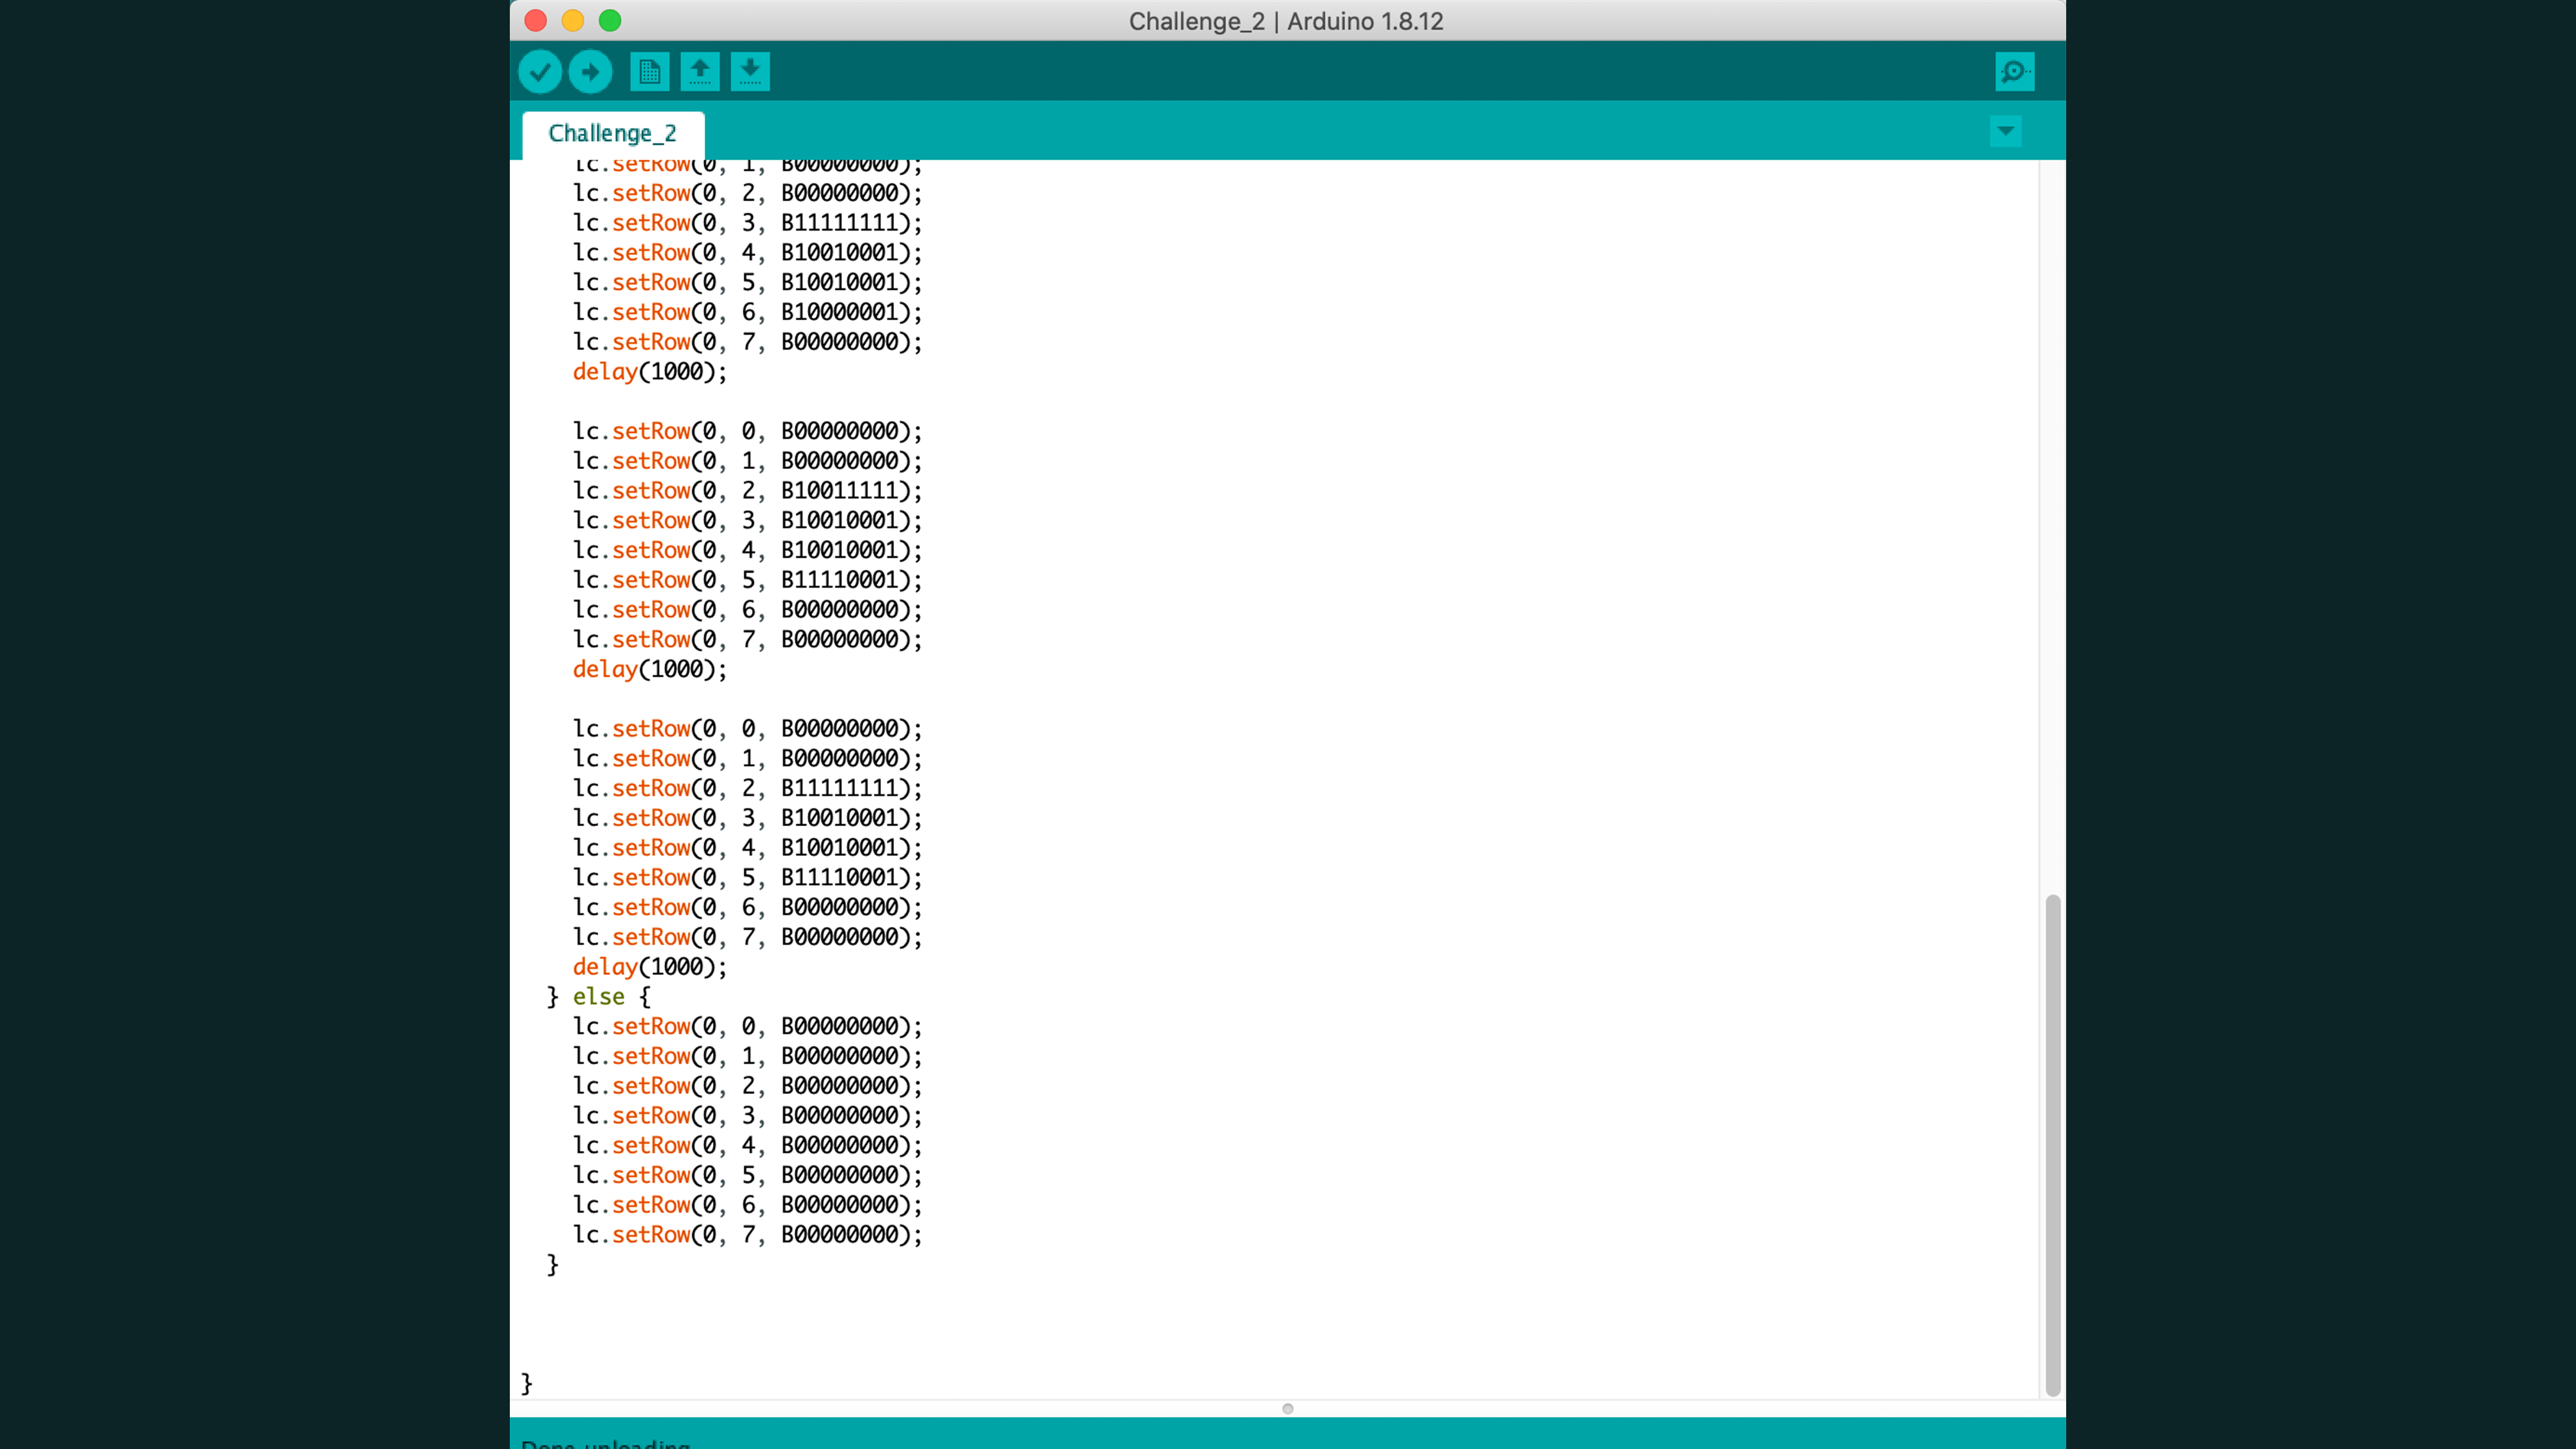 Challenge_2 | Arduino 1.8.12
Challenge_2
lc.setRow(0, 1, B00000000);
lc.setRow(0, 2, B00000000);
lc.setRow(0, 3, B11111111);
lc.setRow(0, 4, B10010001);
lc.setRow(0, 5, B10010001);
lc.setRow(0, 6, B10000001);
lc.setRow(0, 7, B00000000);
delay(1000);
lc.setRow(0, 0, B00000000);
lc.setRow(0, 1, B00000000);
lc.setRow(0, 2, B10011111);
lc.setRow(0, 3, B10010001);
lc.setRow(0, 4, B10010001);
lc.setRow(0, 5, B11110001);
lc.setRow(0, 6, B00000000);
lc.setRow(0, 7, B00000000);
delay(1000);
lc.setRow(0, 0, B00000000);
lc.setRow(0, 1, B00000000);
lc.setRow(0, 2, B11111111);
lc.setRow(0, 3, B10010001);
lc.setRow(0, 4, B10010001);
lc.setRow(0, 5, B11110001);
lc.setRow(0, 6, B00000000);
lc.setRow(0, 7, B00000000);
delay(1000);
} else {
lc.setRow(0, 0, B00000000);
lc.setRow(0, 1, B00000000);
lc.setRow(0, 2, B00000000);
lc.setRow(0, 3, B00000000);
lc.setRow(0, 4, B00000000);
lc.setRow(0, 5, B00000000);
lc.setRow(0, 6, B00000000);
lc.setRow(0, 7, B00000000);
}
}
Done uploading